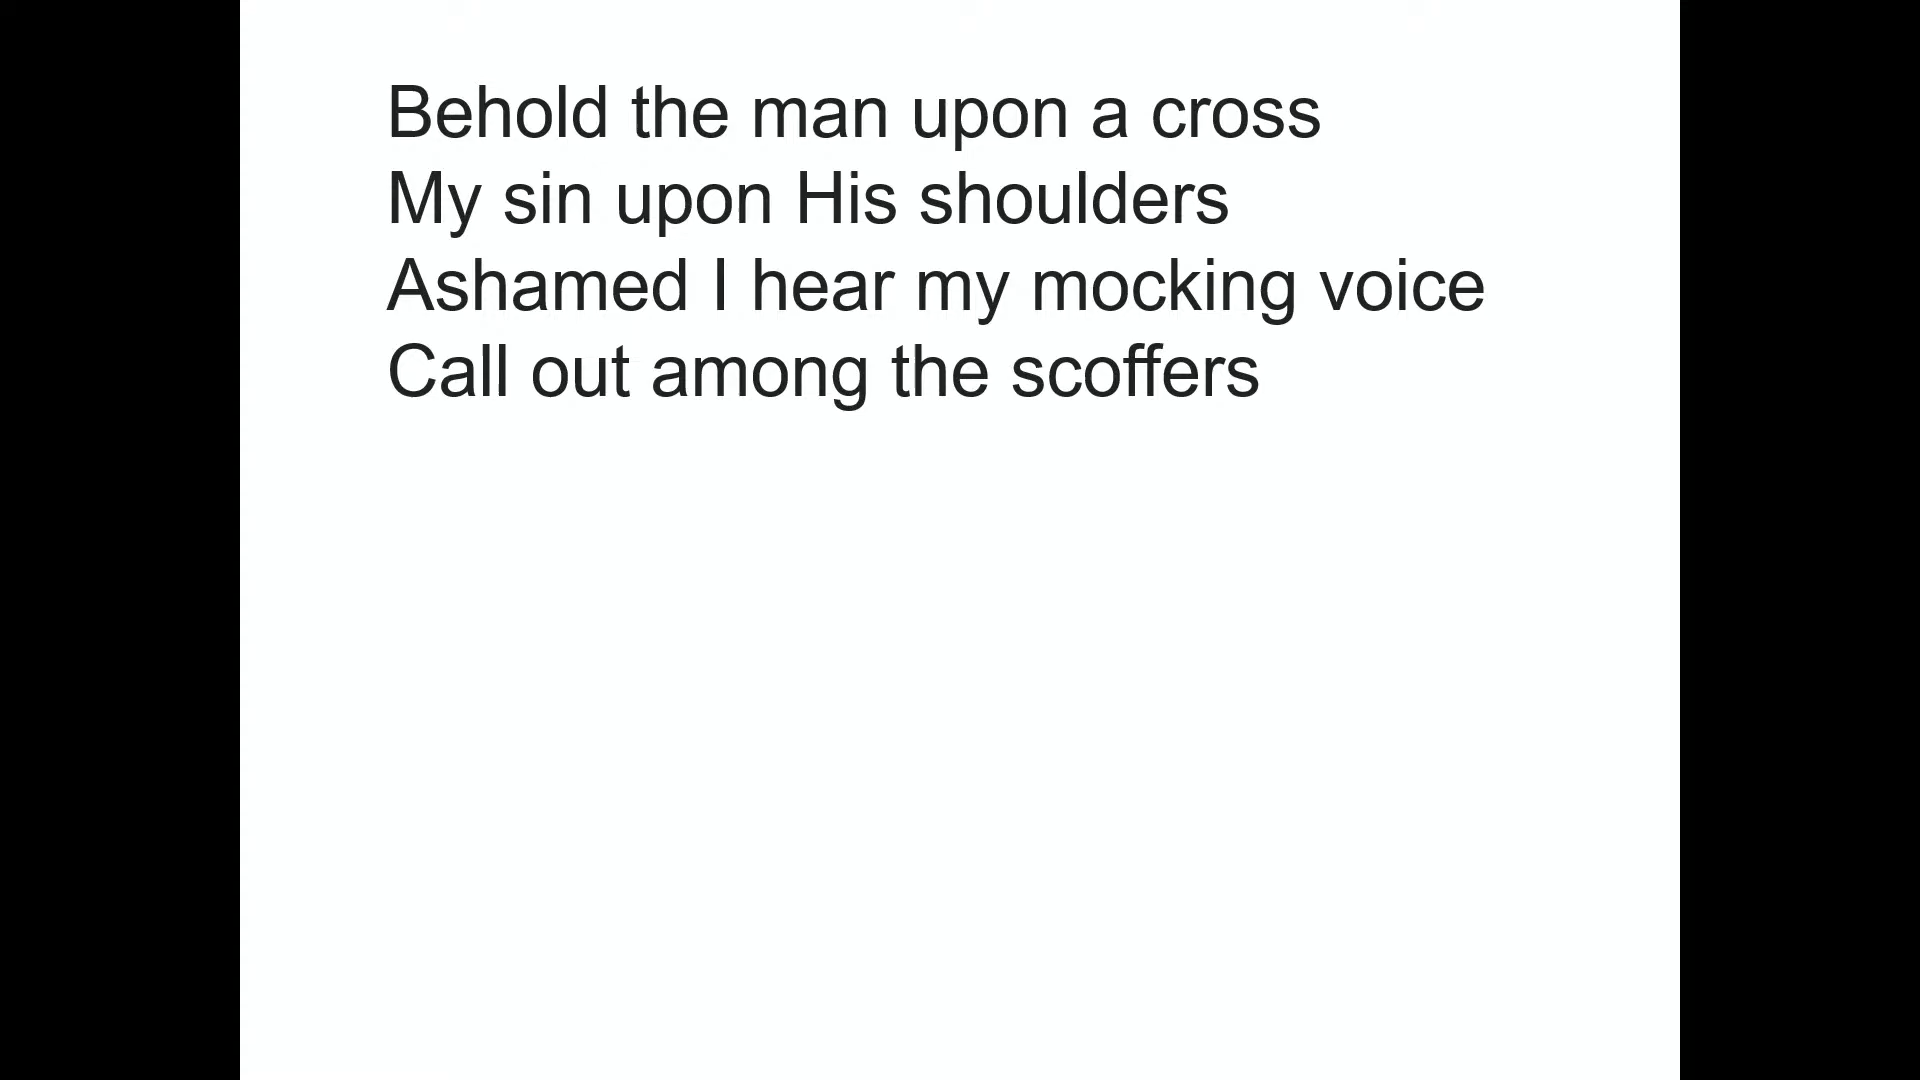 Behold the man upon a cross
My sin upon His shoulders
Ashamed I hear my mocking voice
Call out among the scoffers